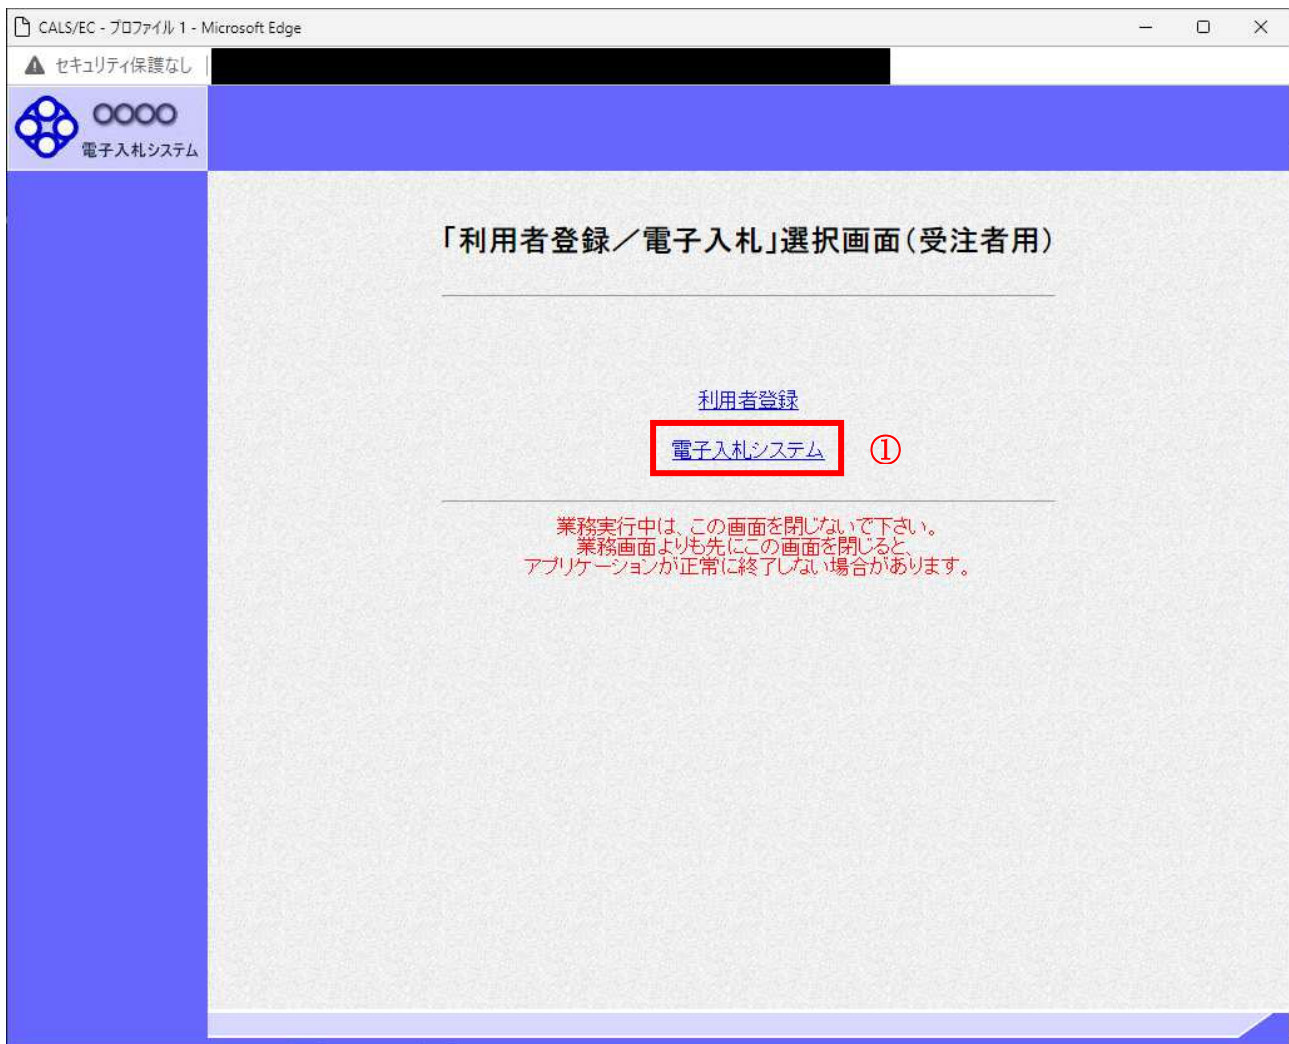 CALS/EC - プロファイル 1 - Microsoft Edge
セキュリティ保護なし
〇〇〇〇
電子入札システム
「利用者登録／電子入札」選択画面(受注者用)
利用者登録
電子入札システム ①
業務実行中は、この画面を閉じないで下さい。
業務画面よりも先にこの画面を閉じると、
アプリケーションが正常に終了しない場合があります。